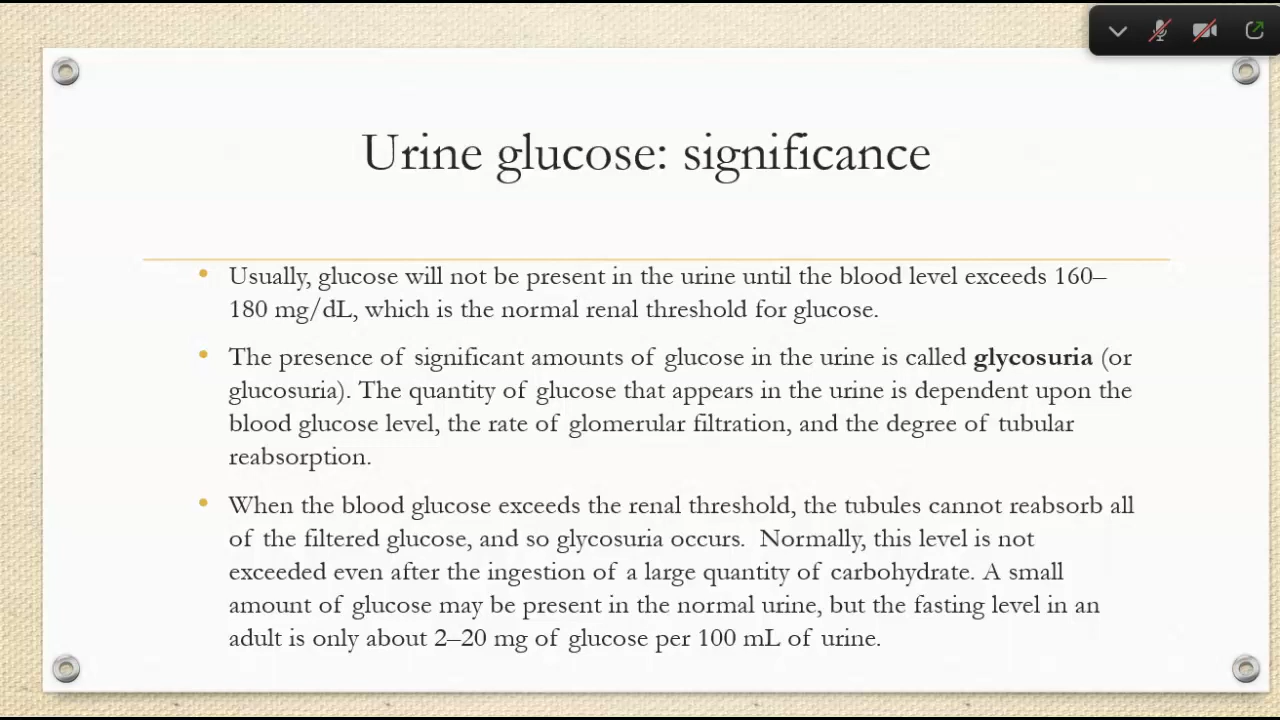 Urine glucose: significance
• Usually, glucose will not be present in the urine until the blood level exceeds 160–
180 mg/dL, which is the normal renal threshold for glucose.
• The presence of significant amounts of glucose in the urine is called glycosuria (or
glucosuria). The quantity of glucose that appears in the urine is dependent upon the
blood glucose level, the rate of glomerular filtration, and the degree of tubular
reabsorption.
• When the blood glucose exceeds the renal threshold, the tubules cannot reabsorb all
of the filtered glucose, and so glycosuria occurs.  Normally, this level is not
exceeded even after the ingestion of a large quantity of carbohydrate. A small
amount of glucose may be present in the normal urine, but the fasting level in an
adult is only about 2–20 mg of glucose per 100 mL of urine.